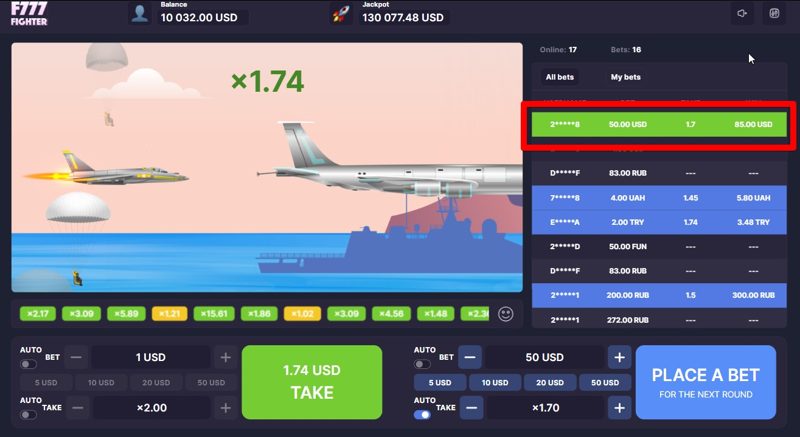 F777
FIGHTER
Balance
10 032.00 USD
Jackpot
130 077.48 USD
×1.74
Online: 17
Bets: 16
All bets
My bets
2*****8 50.00 USD 1.7 85.00 USD
D*****F 83.00 RUB --- ---
7*****8 4.00 UAH 1.45 5.80 UAH
E*****A 2.00 TRY 1.74 3.48 TRY
2*****D 50.00 FUN --- ---
D*****F 83.00 RUB --- ---
2*****1 200.00 RUB 1.5 300.00 RUB
2*****1 272.00 RUB --- ---
×2.17 ×3.09 ×5.89 ×1.21 ×15.61 ×1.86 ×1.02 ×3.09 ×4.56 ×1.48
AUTO
BET
− 1 USD +
5 USD 10 USD 20 USD 50 USD
AUTO
TAKE
− ×2.00 +
1.74 USD
TAKE
AUTO
BET
− 50 USD +
5 USD 10 USD 20 USD 50 USD
AUTO
TAKE
− ×1.70 +
PLACE A BET
FOR THE NEXT ROUND